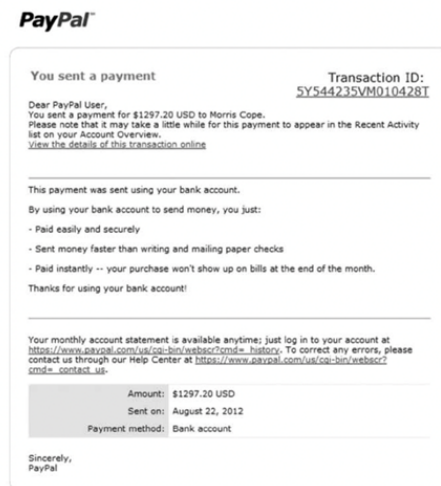 PayPal™
You sent a payment
Transaction ID:
5Y544235VM010428T
Dear PayPal User,
You sent a payment for $1297.20 USD to Morris Cope.
Please note that it may take a little while for this payment to appear in the Recent Activity
list on your Account Overview.
View the details of this transaction online
This payment was sent using your bank account.
By using your bank account to send money, you just:
- Paid easily and securely
- Sent money faster than writing and mailing paper checks
- Paid instantly -- your purchase won't show up on bills at the end of the month.
Thanks for using your bank account!
Your monthly account statement is available anytime; just log in to your account at
https://www.paypal.com/us/cgi-bin/webscr?cmd=_history. To correct any errors, please
contact us through our Help Center at https://www.paypal.com/us/cgi-bin/webscr?
cmd=_contact_us.
Amount: $1297.20 USD
Sent on: August 22, 2012
Payment method: Bank account
Sincerely,
PayPal